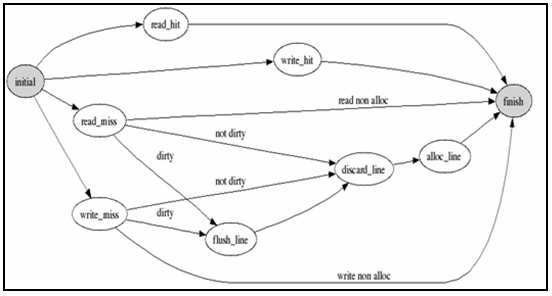 read_hit
write_hit
initial
finish
read_miss
read non alloc
not dirty
dirty
alloc_line
discard_line
not dirty
write_miss
dirty
flush_line
write non alloc